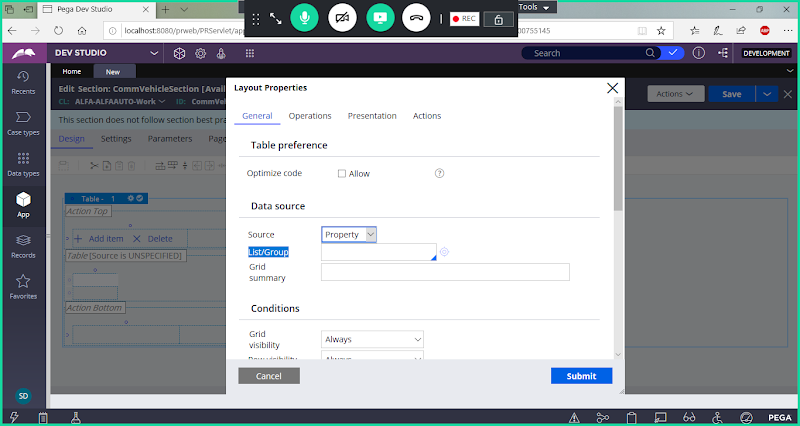 Pega Dev Studio
Tools
REC
localhost:8080/prweb/PRServlet/app
00755145
ABP
DEV STUDIO
Search
DEVELOPMENT
Home
New
Recents
Case types
Data types
App
Records
Favorites
SD
Edit Section: CommVehicleSection [Avail
CL: ALFA-ALFAAUTO-Work
ID: CommVeh
Actions
Save
This section does not follow section best pra
Design
Settings
Parameters
Page
Table - 1
Action Top
Add item
Delete
Table [Source is UNSPECIFIED]
Action Bottom
Layout Properties
General
Operations
Presentation
Actions
Table preference
Optimize code
Allow
?
Data source
Source
Property
List/Group
Grid summary
Conditions
Grid visibility
Always
Row visibility
Always
Cancel
Submit
PEGA